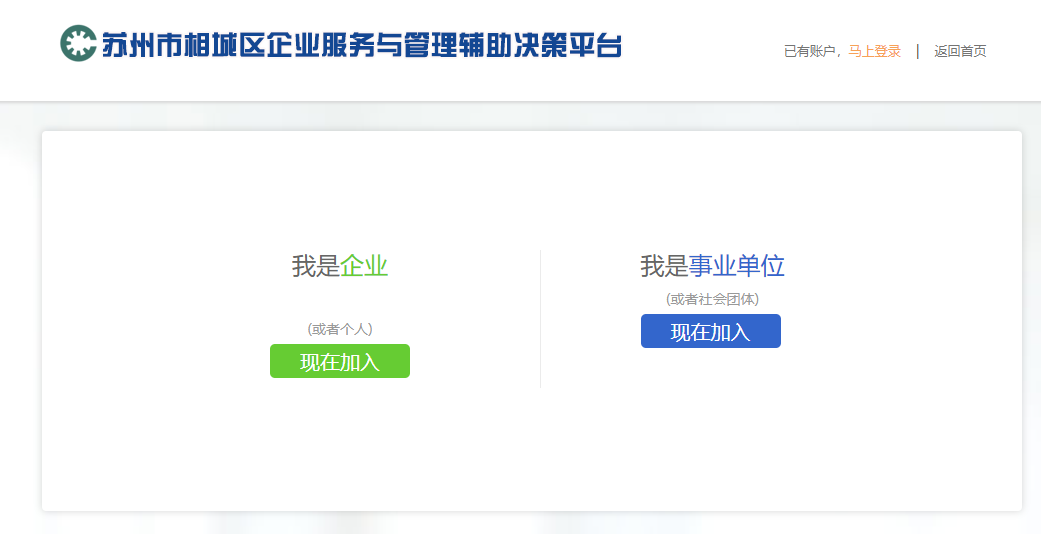 苏州市相城区企业服务与管理辅助决策平台
已有账户，马上登录 | 返回首页
我是企业
(或者个人)
现在加入
我是事业单位
(或者社会团体)
现在加入